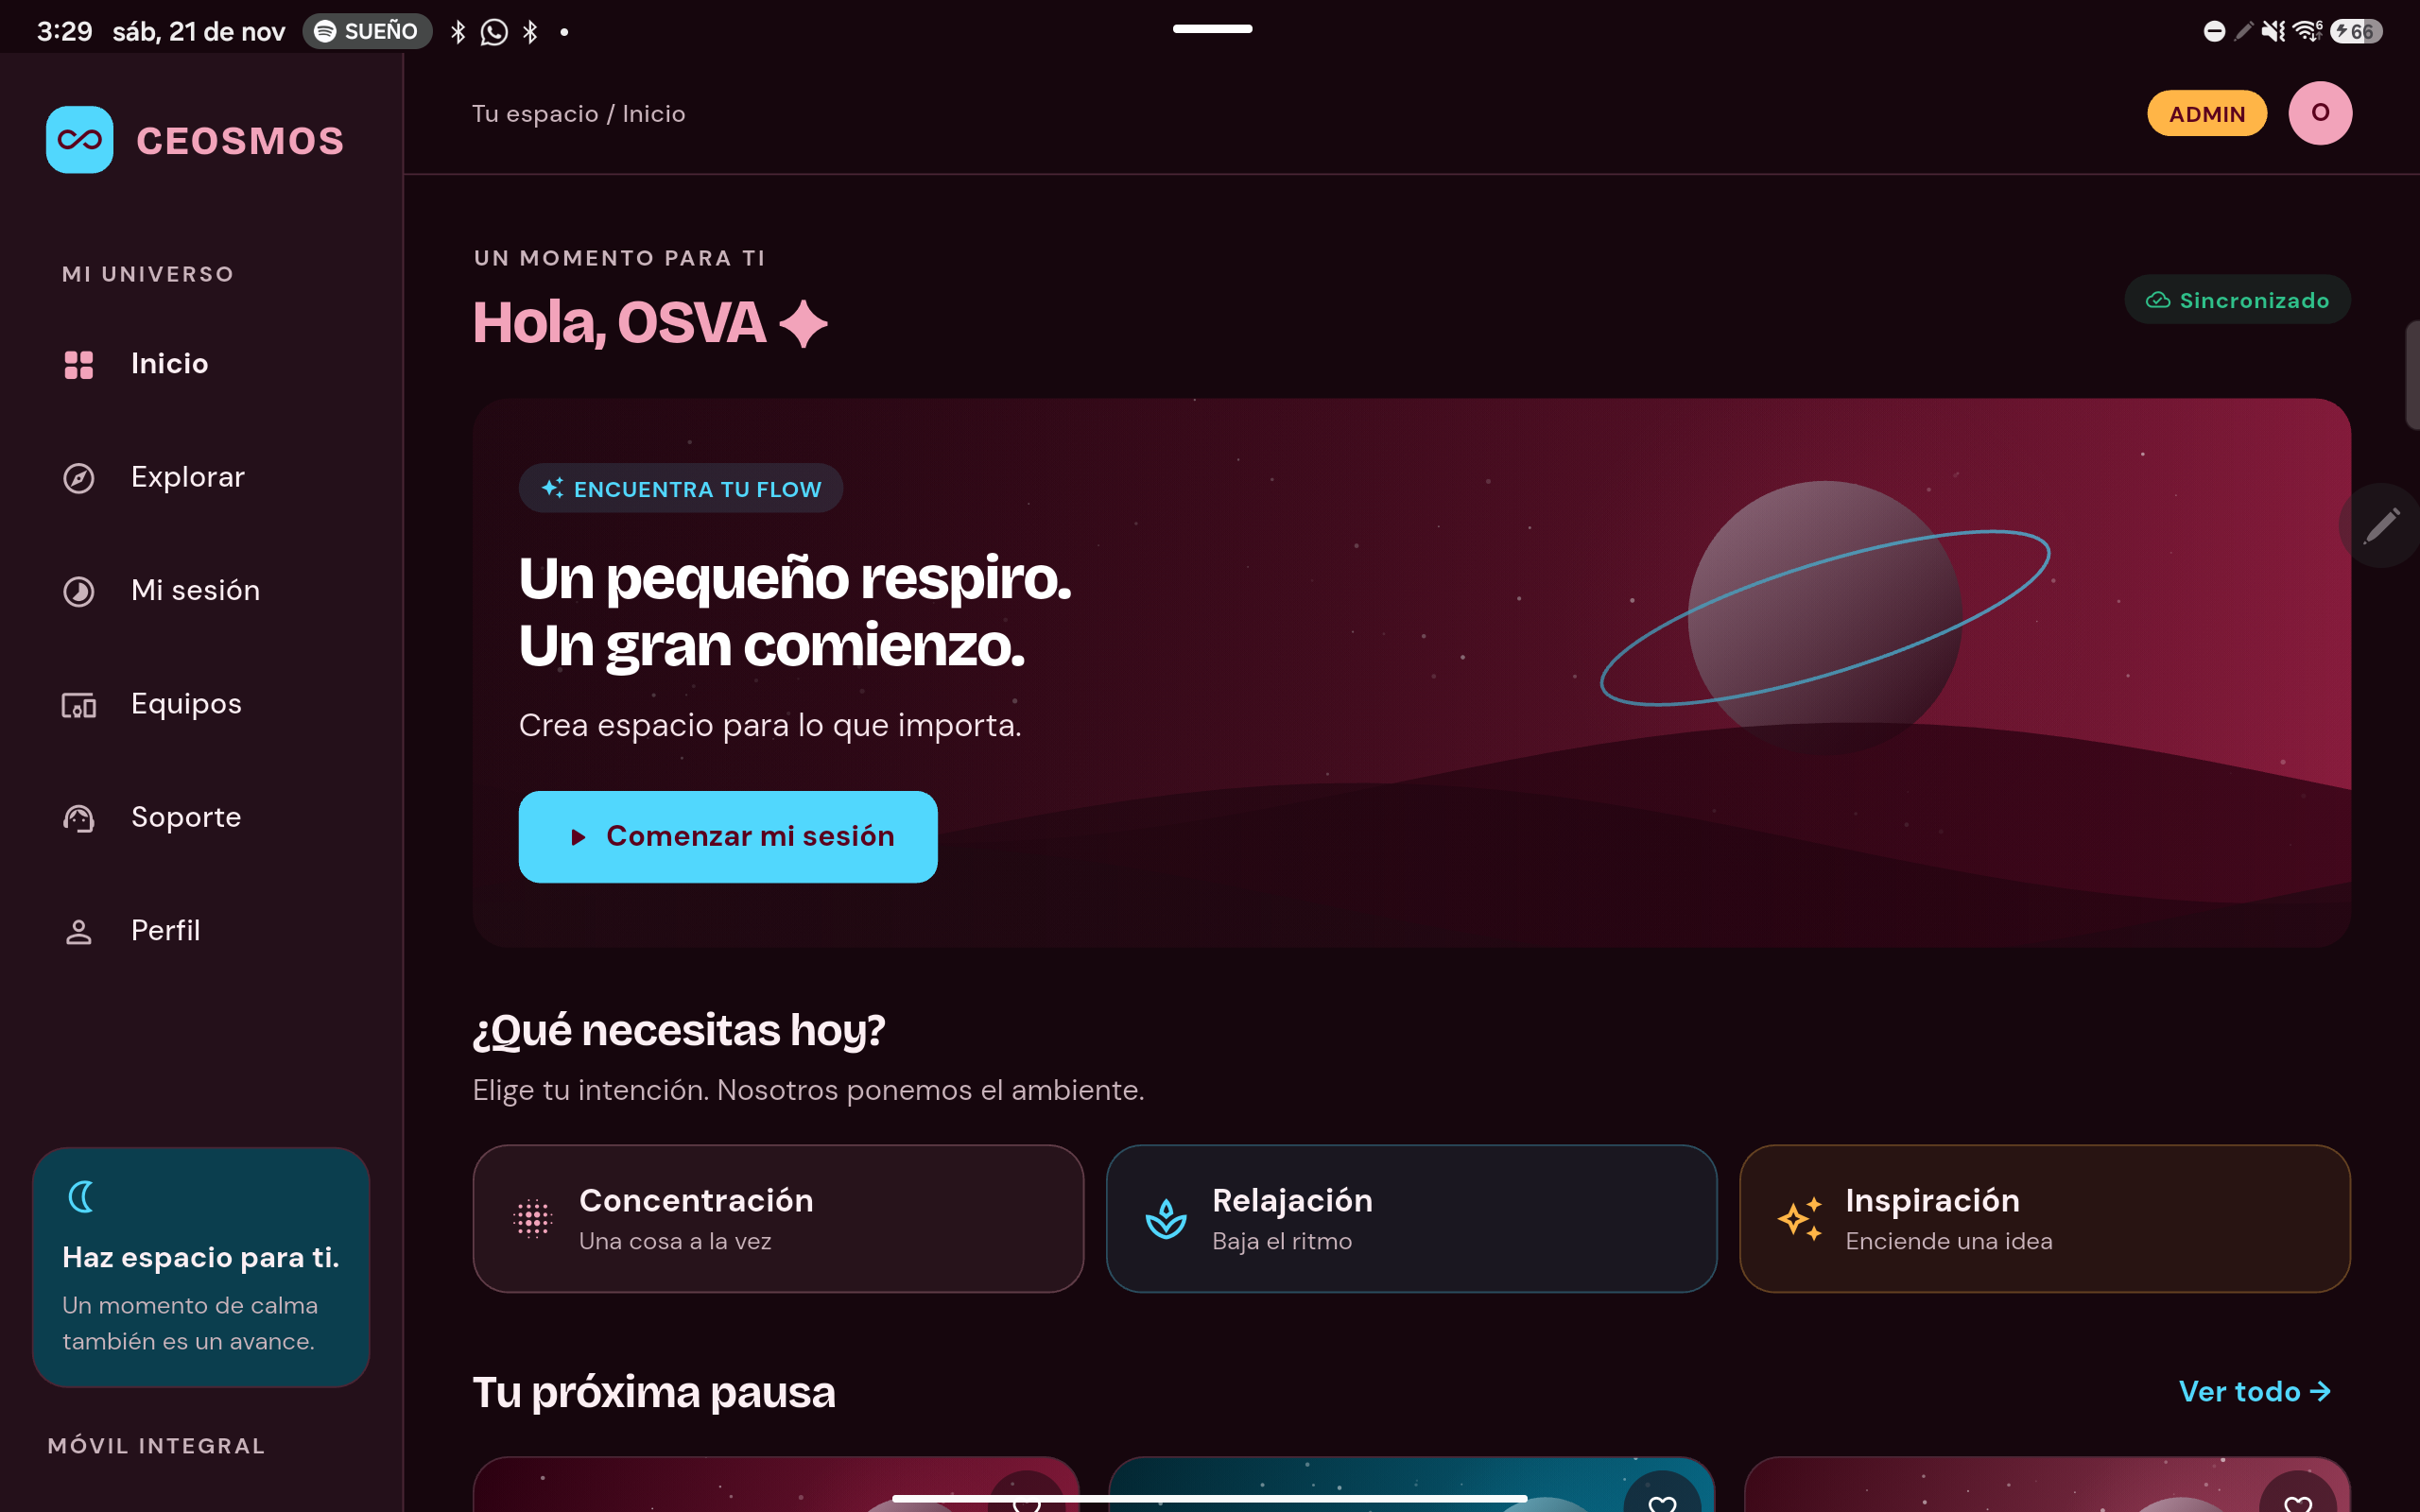 3:29 sáb, 21 de nov SUEÑO
6 66
CEOSMOS
Tu espacio / Inicio
ADMIN
O
MI UNIVERSO
Inicio
Explorar
Mi sesión
Equipos
Soporte
Perfil
Haz espacio para ti.
Un momento de calma
también es un avance.
MÓVIL INTEGRAL
UN MOMENTO PARA TI
Hola, OSVA
Sincronizado
ENCUENTRA TU FLOW
Un pequeño respiro.
Un gran comienzo.
Crea espacio para lo que importa.
Comenzar mi sesión
¿Qué necesitas hoy?
Elige tu intención. Nosotros ponemos el ambiente.
Concentración
Una cosa a la vez
Relajación
Baja el ritmo
Inspiración
Enciende una idea
Tu próxima pausa
Ver todo →